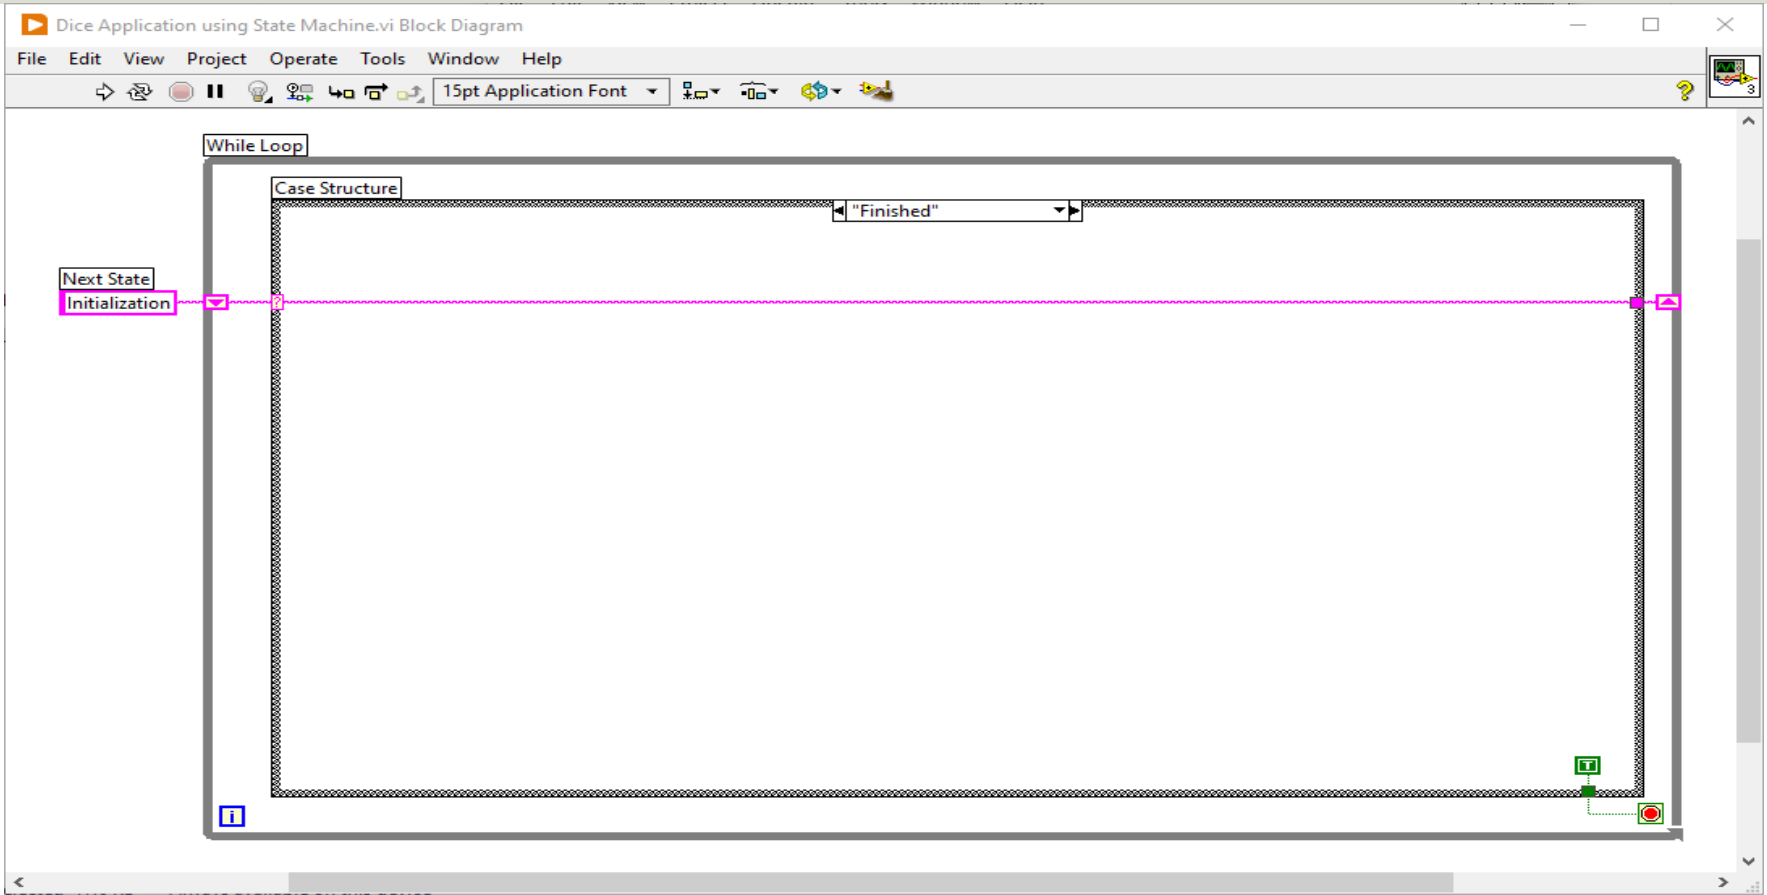 Dice Application using State Machine.vi Block Diagram
File Edit View Project Operate Tools Window Help
15pt Application Font
?
3
While Loop
Case Structure
"Finished"
Next State
Initialization
?
T
i